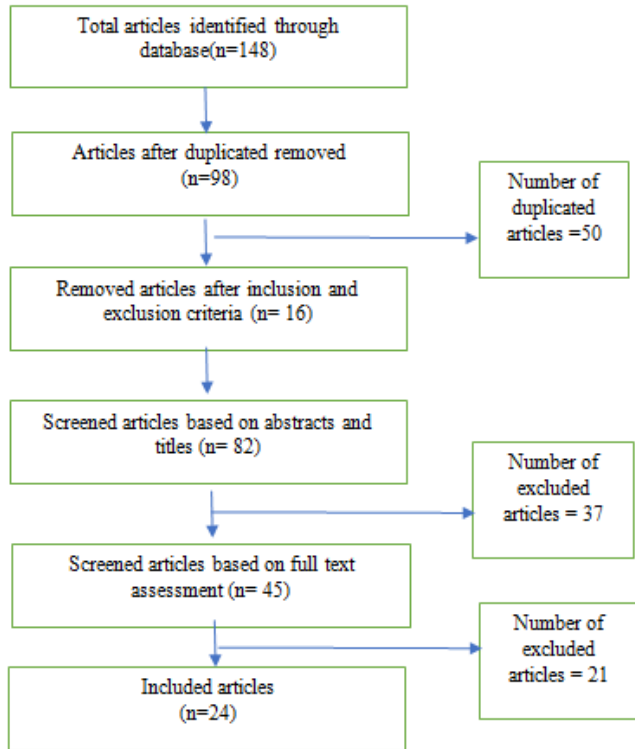 Total articles identified through
database(n=148)
Articles after duplicated removed
(n=98)
Number of
duplicated
articles =50
Removed articles after inclusion and
exclusion criteria (n= 16)
Screened articles based on abstracts and
titles (n= 82)
Number of
excluded
articles = 37
Screened articles based on full text
assessment (n= 45)
Number of
excluded
articles = 21
Included articles
(n=24)